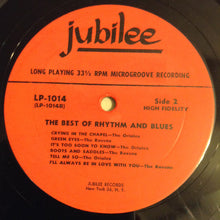 jubilee
LONG PLAYING 33⅓ RPM MICROGROOVE RECORDING
LP-1014
(LP-1014B)
Side 2
HIGH FIDELITY
THE BEST OF RHYTHM AND BLUES
CRYING IN THE CHAPEL—The Orioles
GREEN EYES—The Ravens
IT'S TOO SOON TO KNOW—The Orioles
BOOTS AND SADDLES—The Ravens
TELL ME SO—The Orioles
I'LL ALWAYS BE IN LOVE WITH YOU—The Ravens
JUBILEE RECORDS
New York 36, N. Y.